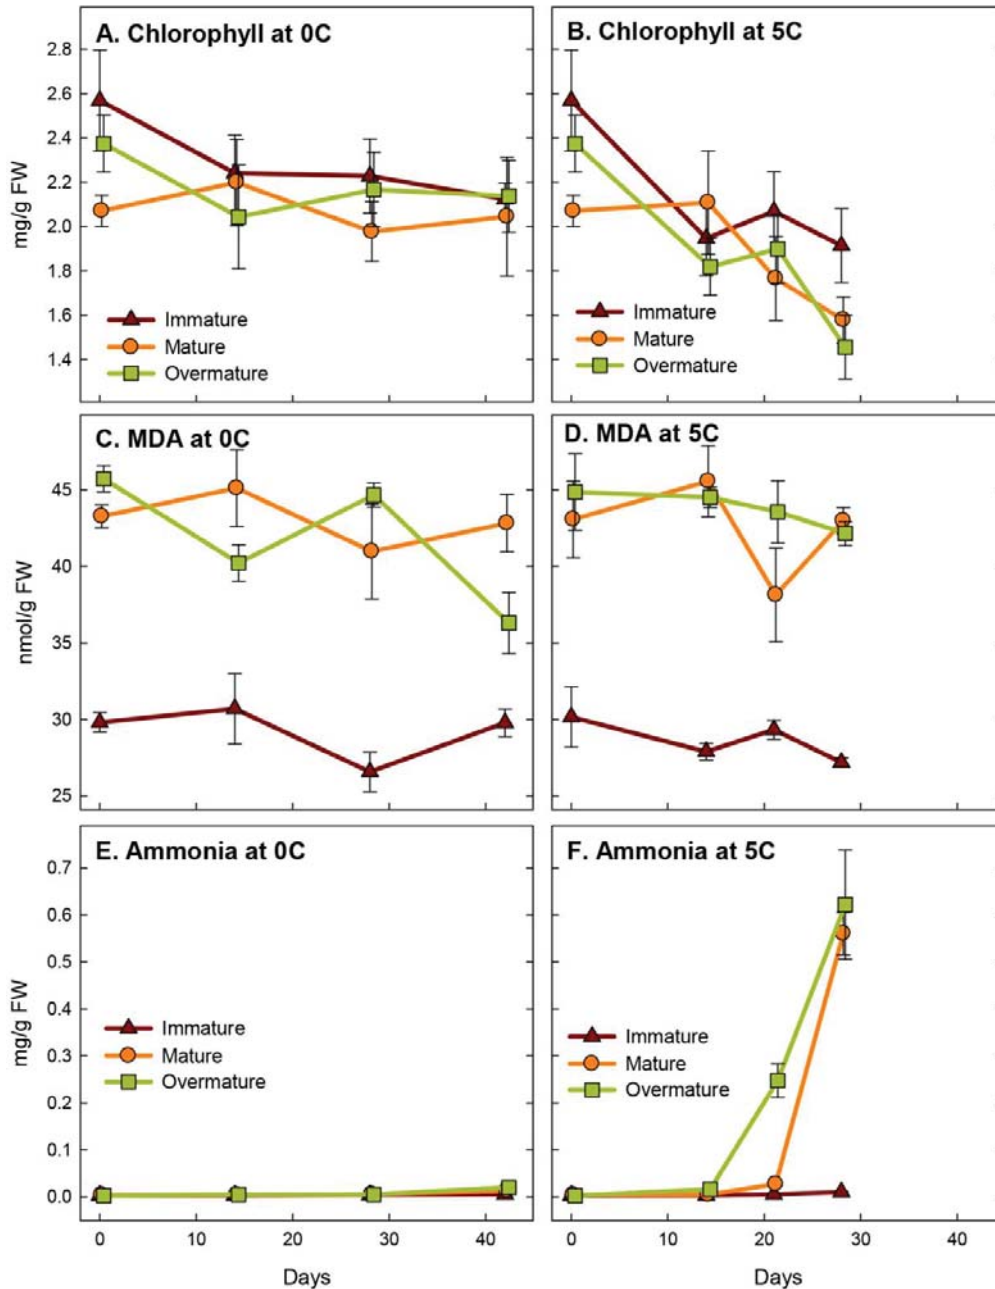 A. Chlorophyll at 0C
B. Chlorophyll at 5C
2.8
2.6
2.4
2.2
2.0
1.8
1.6
1.4
mg/g FW
Immature
Mature
Overmature
Immature
Mature
Overmature
C. MDA at 0C
D. MDA at 5C
45
40
35
30
25
nmol/g FW
E. Ammonia at 0C
F. Ammonia at 5C
0.7
0.6
0.5
0.4
0.3
0.2
0.1
0.0
mg/g FW
Immature
Mature
Overmature
Immature
Mature
Overmature
0 10 20 30 40
0 10 20 30 40
Days
Days